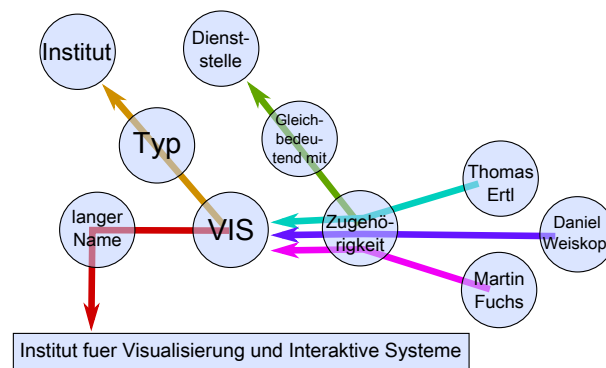 Institut
Dienst-
stelle
Typ
Gleich-
bedeu-
tend mit
Thomas
Ertl
langer
Name
VIS
Zugehö-
rigkeit
Daniel
Weiskopf
Martin
Fuchs
Institut fuer Visualisierung und Interaktive Systeme